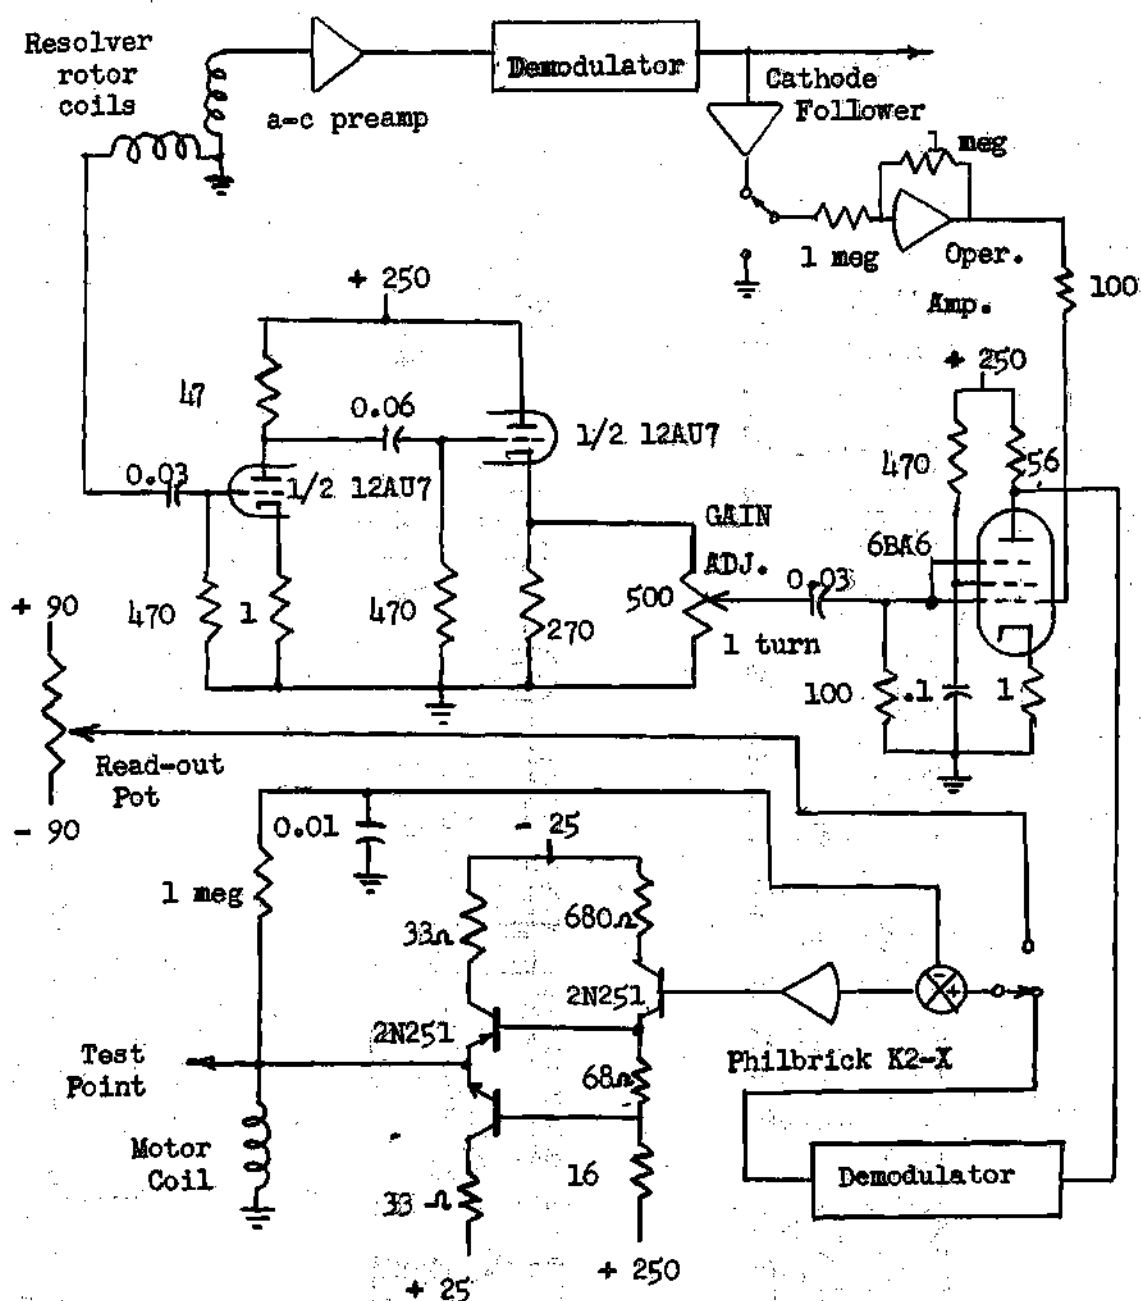 Resolver
rotor
coils
a-c preamp
Demodulator
Cathode
Follower
1 meg
1 meg
Oper.
Amp.
100
+ 250
47
0.06
1/2 12AU7
0.03
1/2 12AU7
470
1
470
270
GAIN
ADJ.
500
1 turn
0.03
+ 250
470
56
6BA6
100
.1
1
+ 90
Read-out
Pot
- 90
0.01
1 meg
- 25
33Ω
680Ω
2N251
2N251
Test
Point
68Ω
Philbrick K2-X
-
+
Motor
Coil
16
33 Ω
+ 25
+ 250
Demodulator